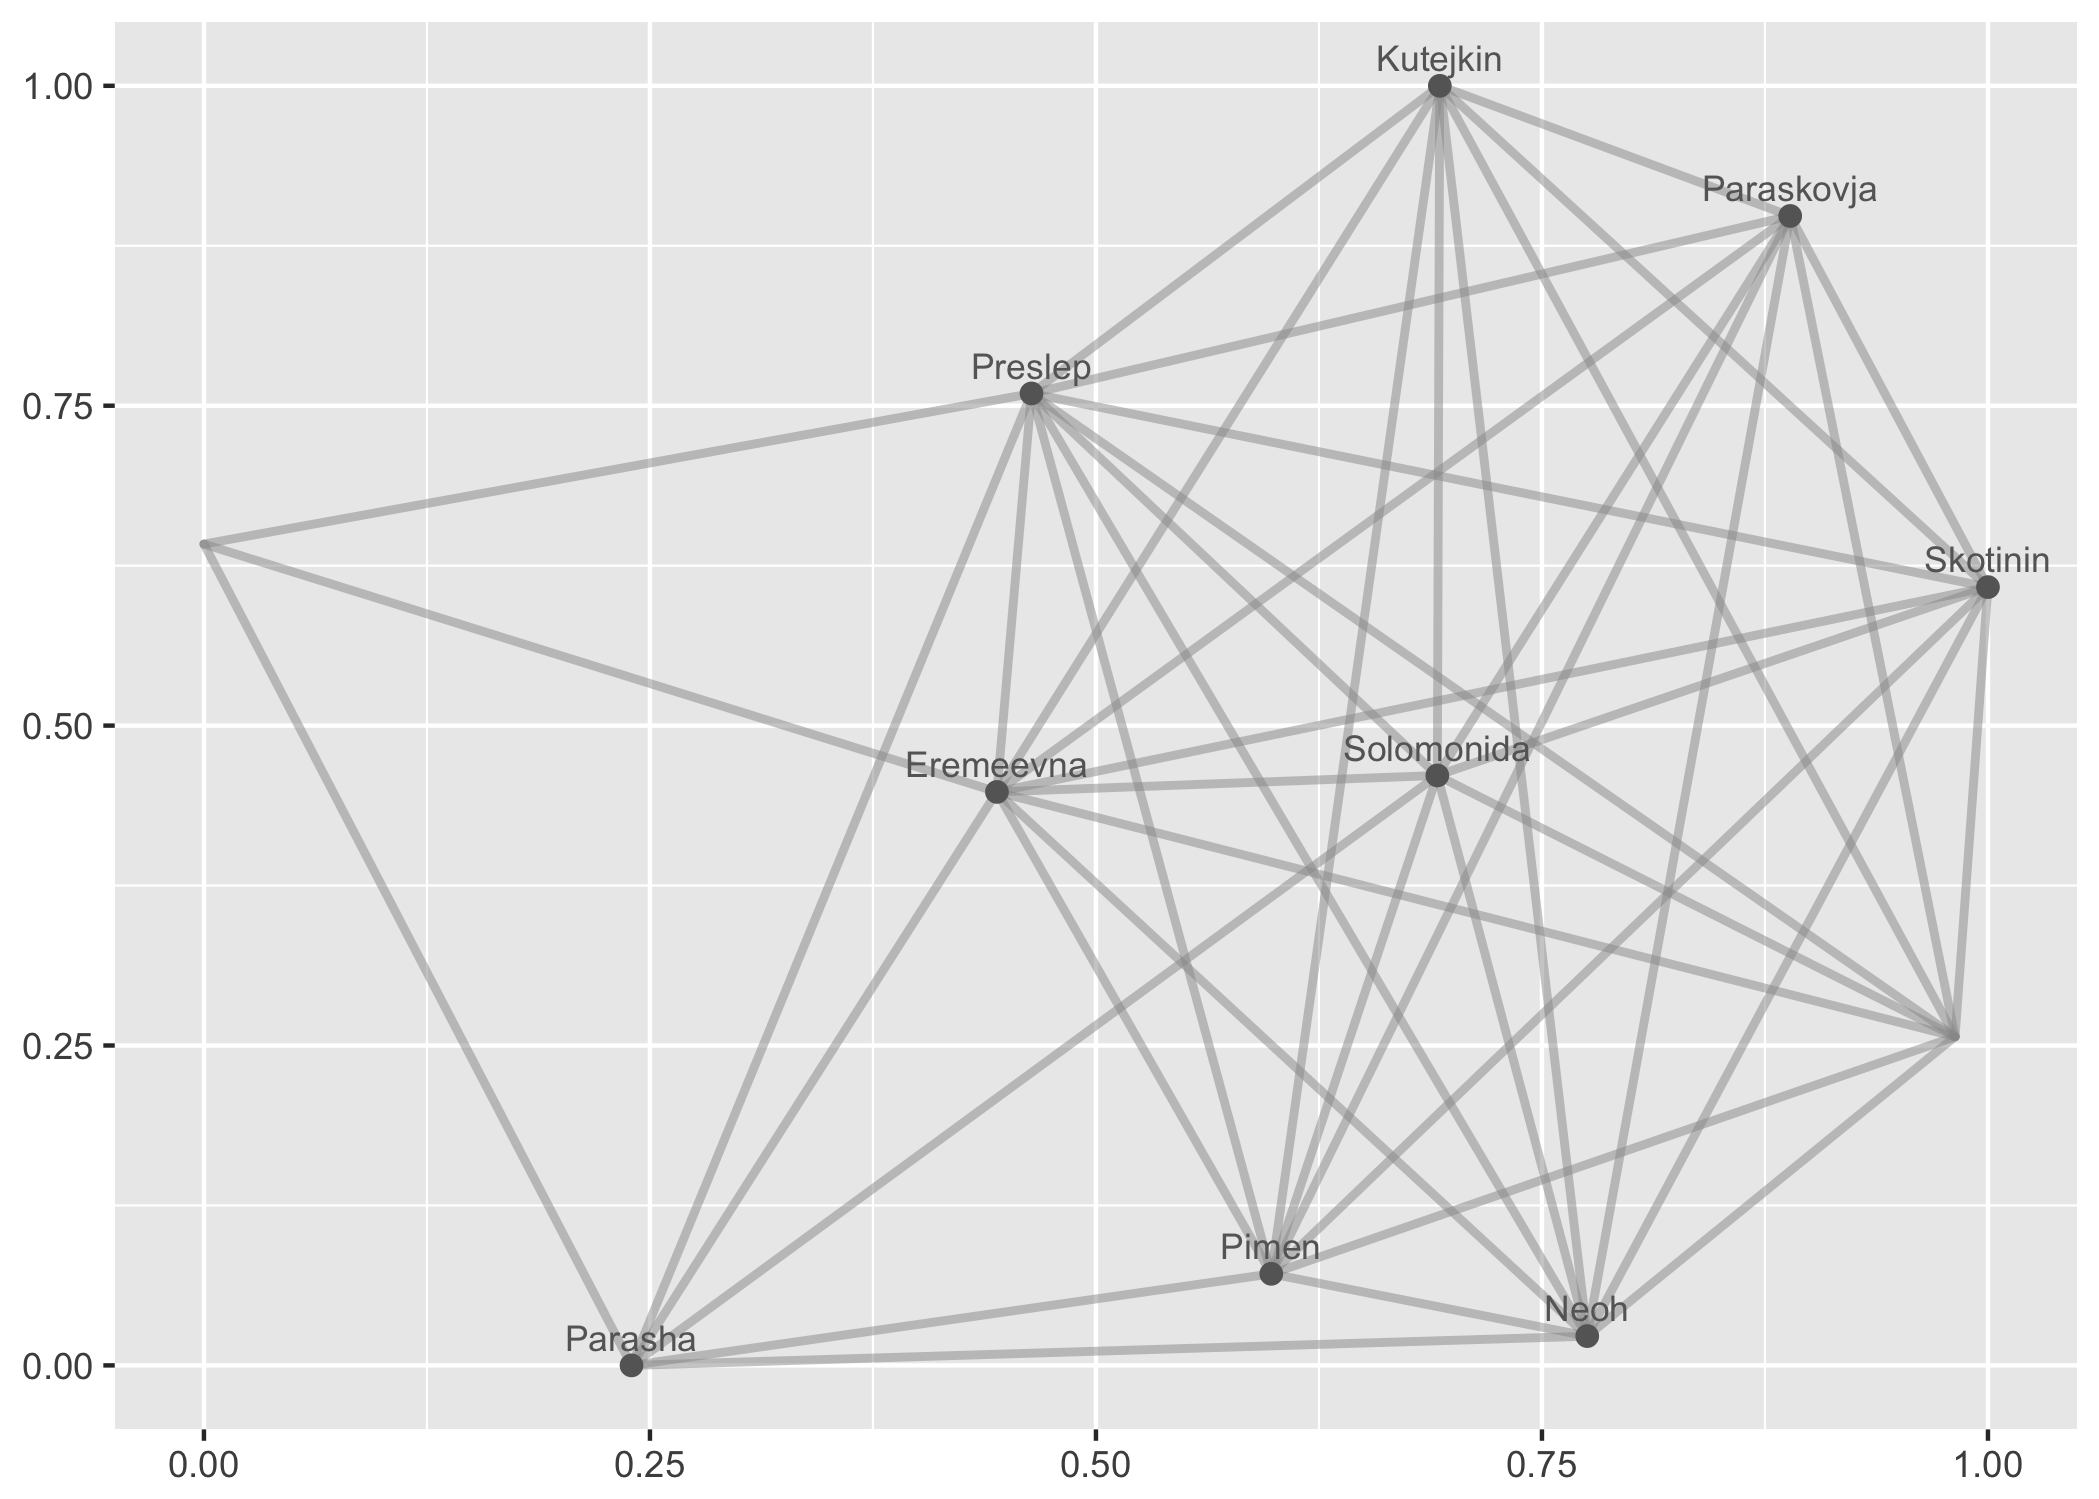 Kutejkin
1.00
Paraskovja
Preslep
0.75
Skotinin
0.50
Solomonida
Eremeevna
0.25
Pimen
Neoh
Parasha
0.00
0.00 0.25 0.50 0.75 1.00